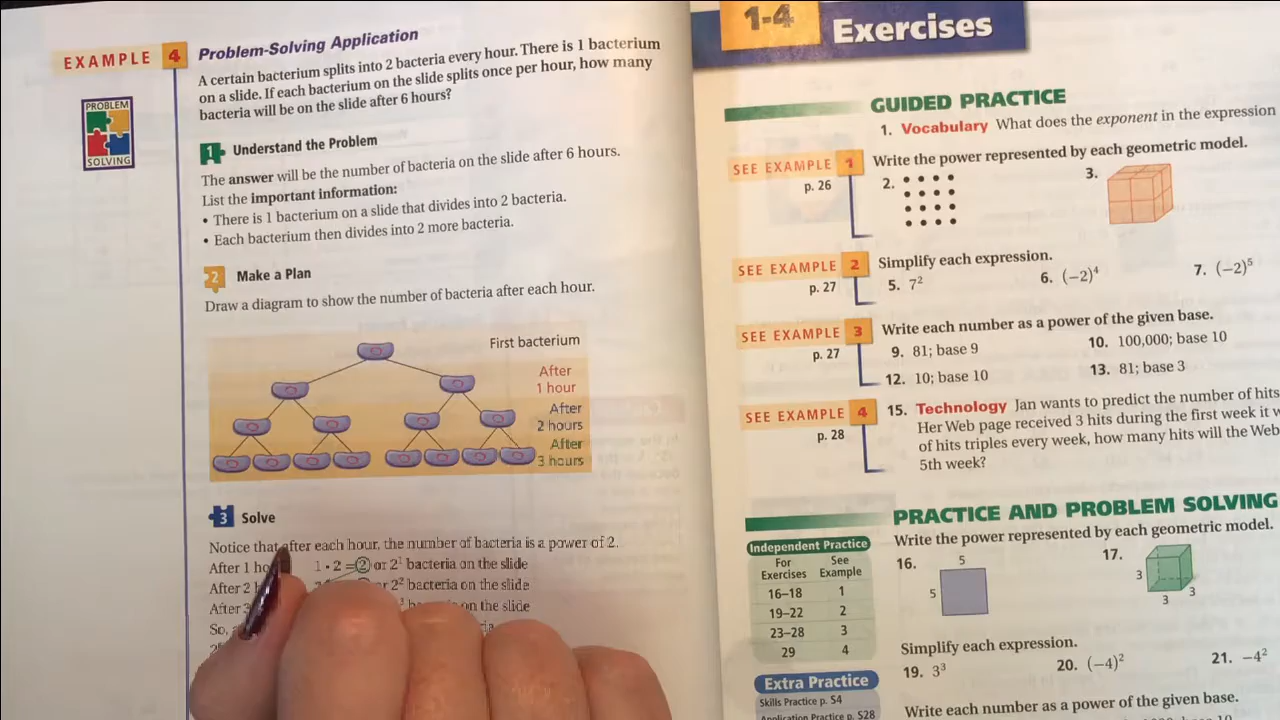 EXAMPLE 4 Problem-Solving Application
A certain bacterium splits into 2 bacteria every hour. There is 1 bacterium
on a slide. If each bacterium on the slide splits once per hour, how many
bacteria will be on the slide after 6 hours?
PROBLEM
SOLVING
1 Understand the Problem
The answer will be the number of bacteria on the slide after 6 hours.
List the important information:
• There is 1 bacterium on a slide that divides into 2 bacteria.
• Each bacterium then divides into 2 more bacteria.
2 Make a Plan
Draw a diagram to show the number of bacteria after each hour.
First bacterium
After
1 hour
After
2 hours
After
3 hours
3 Solve
Notice that after each hour, the number of bacteria is a power of 2.
After 1 1 • 2 = 2 or 2¹ bacteria on the slide
After 2 or 2² bacteria on the slide
After on the slide
So,
1-4 Exercises
GUIDED PRACTICE
1. Vocabulary What does the exponent in the expression
SEE EXAMPLE 1 Write the power represented by each geometric model.
p. 26 2. 3.
SEE EXAMPLE 2 Simplify each expression.
p. 27 5. 7² 6. (−2)⁴ 7. (−2)⁵
SEE EXAMPLE 3 Write each number as a power of the given base.
p. 27 9. 81; base 9 10. 100,000; base 10
12. 10; base 10 13. 81; base 3
SEE EXAMPLE 4 15. Technology Jan wants to predict the number of hits
p. 28 Her Web page received 3 hits during the first week it
of hits triples every week, how many hits will the Web
5th week?
PRACTICE AND PROBLEM SOLVING
Independent Practice
For See
Exercises Example
16–18 1
19–22 2
23–28 3
29 4
Extra Practice
Skills Practice p. S4
Application Practice p. S28
Write the power represented by each geometric model.
16. 5 5 17. 3 3 3
Simplify each expression.
19. 3³ 20. (−4)² 21. −4²
Write each number as a power of the given base.